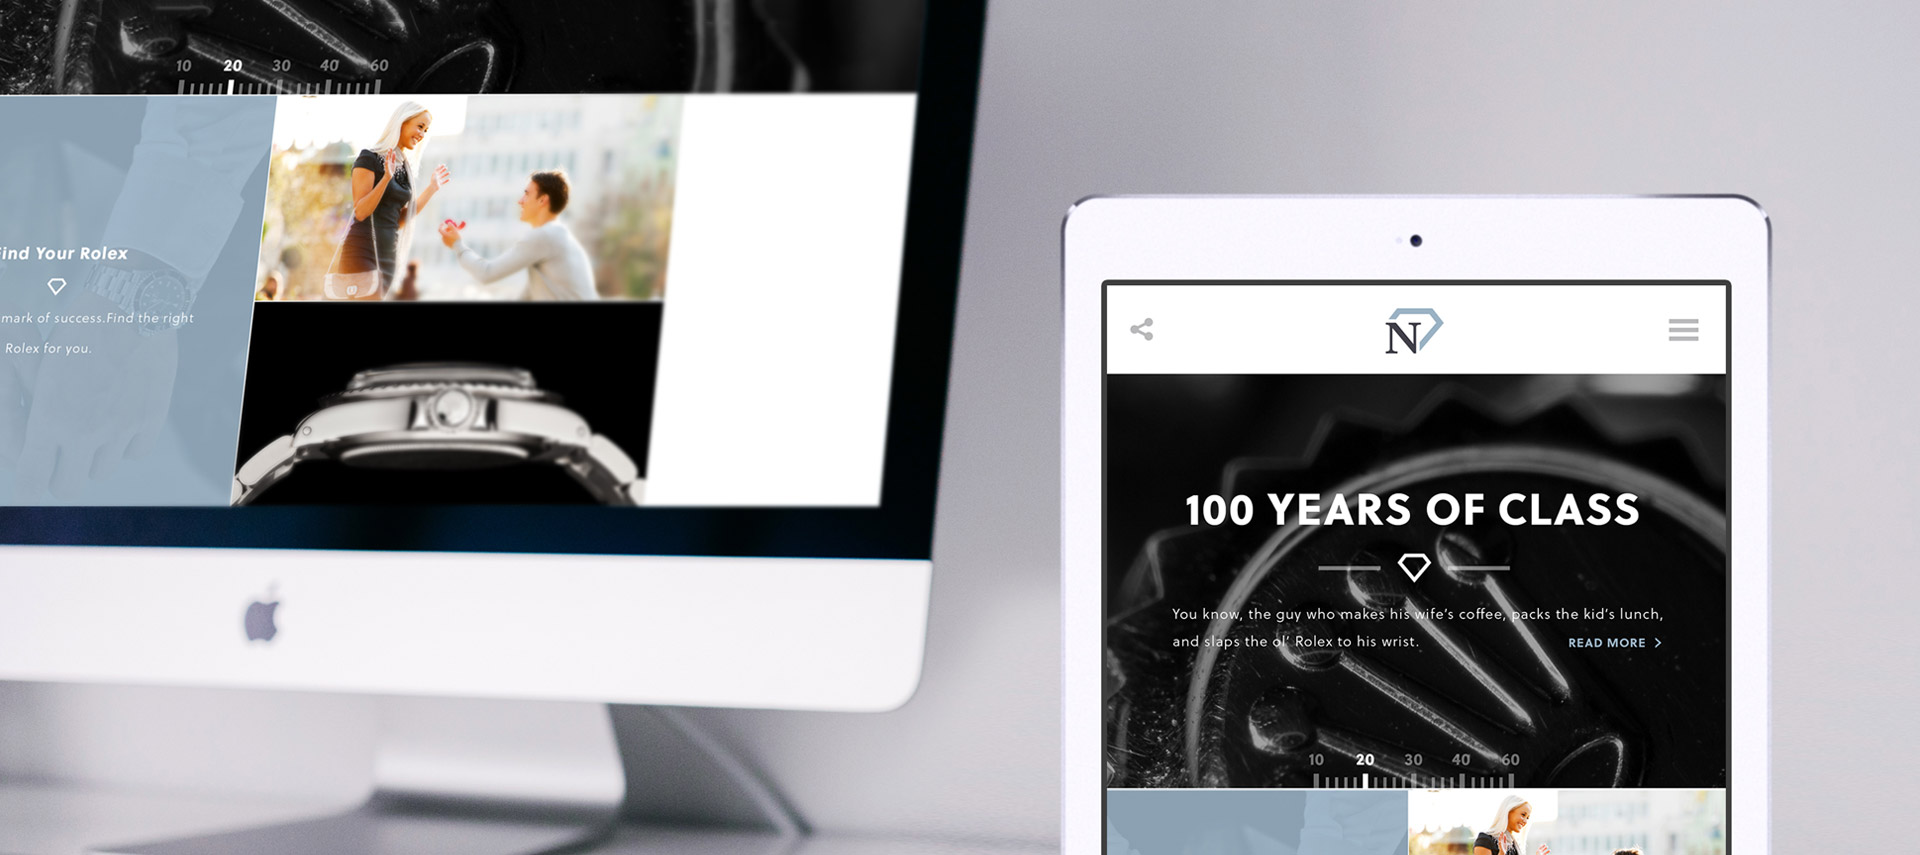 10 20 30 40 60
Find Your Rolex
mark of success.Find the right
Rolex for you.
N
100 YEARS OF CLASS
You know, the guy who makes his wife's coffee, packs the kid's lunch,
and slaps the ol' Rolex to his wrist.
READ MORE
10 20 30 40 60